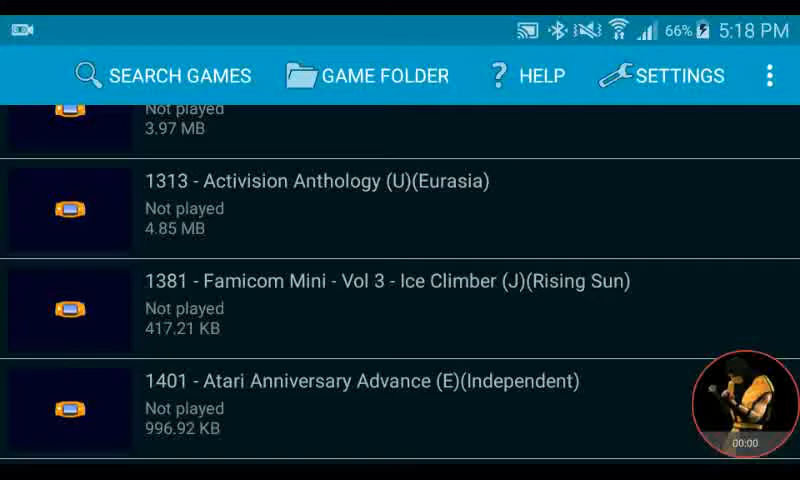 66% 5:18 PM
SEARCH GAMES GAME FOLDER ? HELP SETTINGS
Not played
3.97 MB
1313 - Activision Anthology (U)(Eurasia)
Not played
4.85 MB
1381 - Famicom Mini - Vol 3 - Ice Climber (J)(Rising Sun)
Not played
417.21 KB
1401 - Atari Anniversary Advance (E)(Independent)
Not played
996.92 KB
00:00